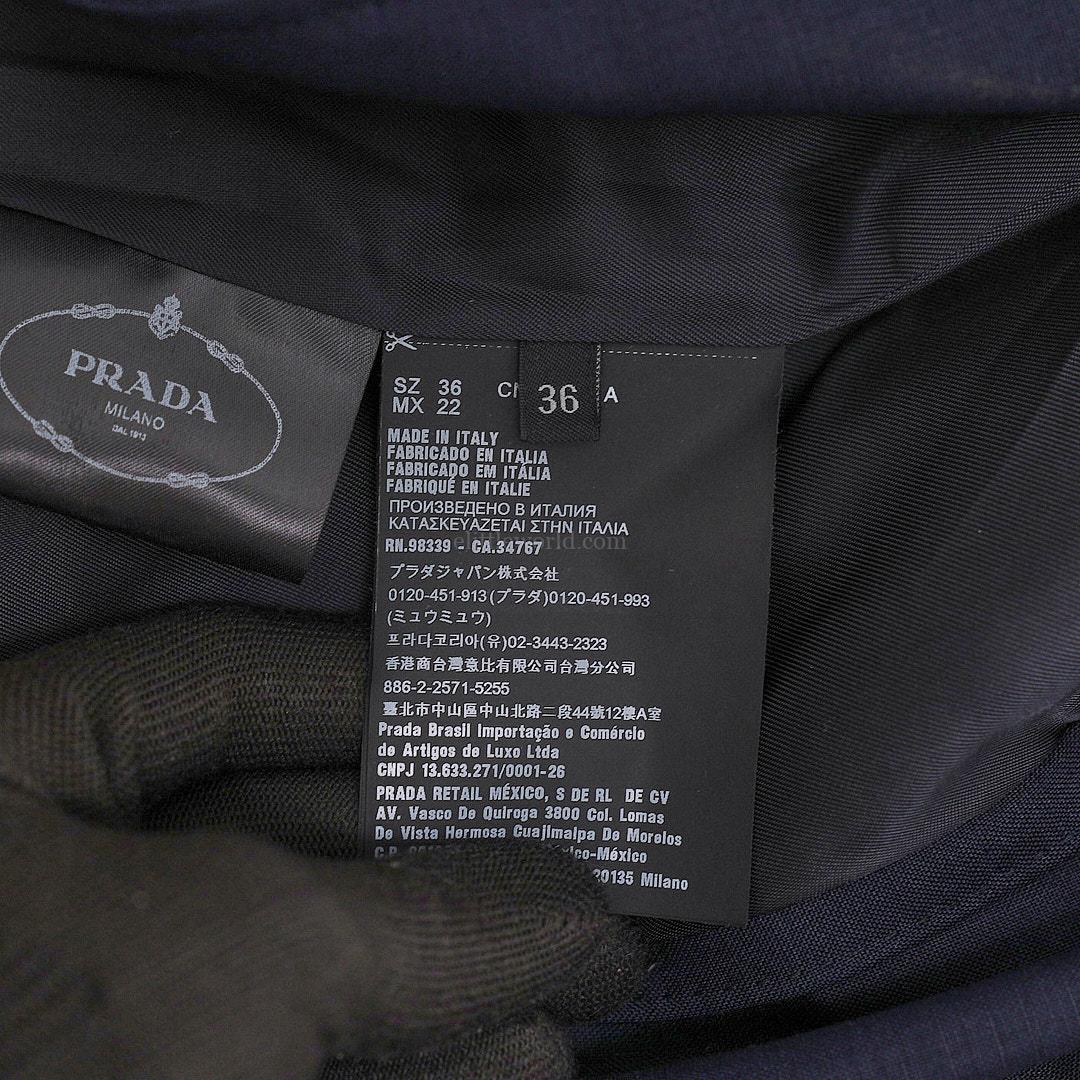 PRADA
MILANO
DAL 1913
SZ 36
MX 22
36
A
MADE IN ITALY
FABRICADO EN ITALIA
FABRICADO EM ITÁLIA
FABRIQUÉ EN ITALIE
ПРОИЗВЕДЕНО В ИТАЛИЯ
ΚΑΤΑΣΚΕΥΑΖΕΤΑΙ ΣΤΗΝ ΙΤΑΛΙΑ
RN.98339 - CA.34767
プラダジャパン株式会社
0120-451-913(プラダ)0120-451-993
(ミュウミュウ)
프라다코리아(유)02-3443-2323
香港商台灣意比有限公司台灣分公司
886-2-2571-5255
臺北市中山區中山北路二段44號12樓A室
Prada Brasil Importação e Comércio
de Artigos de Luxo Ltda
CNPJ 13.633.271/0001-26
PRADA RETAIL MÉXICO, S DE RL DE CV
AV. Vasco De Quiroga 3800 Col. Lomas
De Vista Hermosa Cuajimalpa De Morelos
C.P. México
20135 Milano